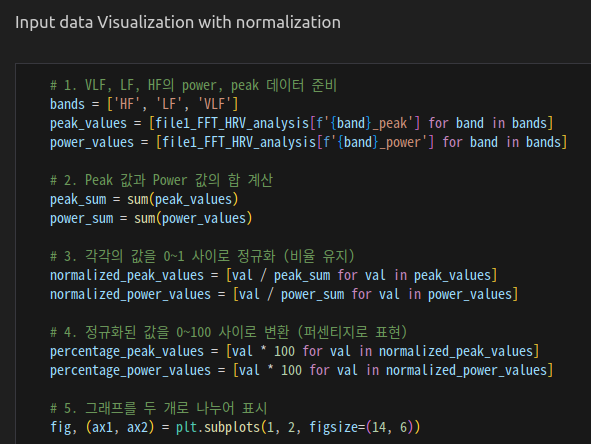 Input data Visualization with normalization
# 1. VLF, LF, HF의 power, peak 데이터 준비
bands = ['HF', 'LF', 'VLF']
peak_values = [file1_FFT_HRV_analysis[f'{band}_peak'] for band in bands]
power_values = [file1_FFT_HRV_analysis[f'{band}_power'] for band in bands]
# 2. Peak 값과 Power 값의 합 계산
peak_sum = sum(peak_values)
power_sum = sum(power_values)
# 3. 각각의 값을 0~1 사이로 정규화 (비율 유지)
normalized_peak_values = [val / peak_sum for val in peak_values]
normalized_power_values = [val / power_sum for val in power_values]
# 4. 정규화된 값을 0~100 사이로 변환 (퍼센티지로 표현)
percentage_peak_values = [val * 100 for val in normalized_peak_values]
percentage_power_values = [val * 100 for val in normalized_power_values]
# 5. 그래프를 두 개로 나누어 표시
fig, (ax1, ax2) = plt.subplots(1, 2, figsize=(14, 6))